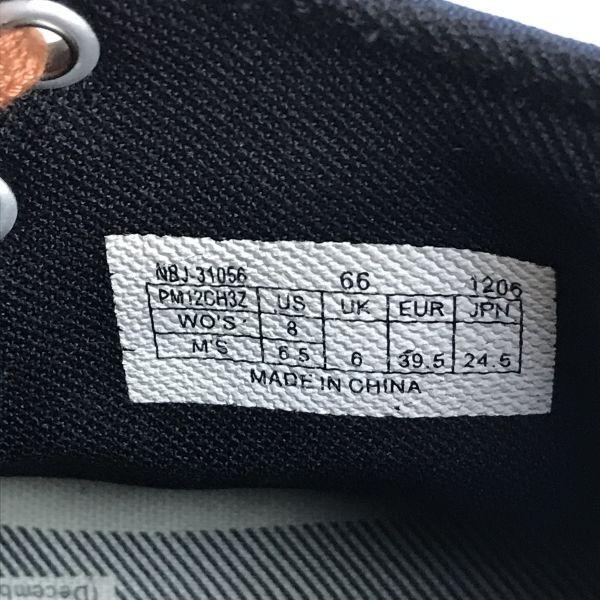 NBJ-31056 66 1206
PM12CH3Z US UK EUR JPN
WO'S 8
M'S 6.5 6 39.5 24.5
MADE IN CHINA
(Decemb